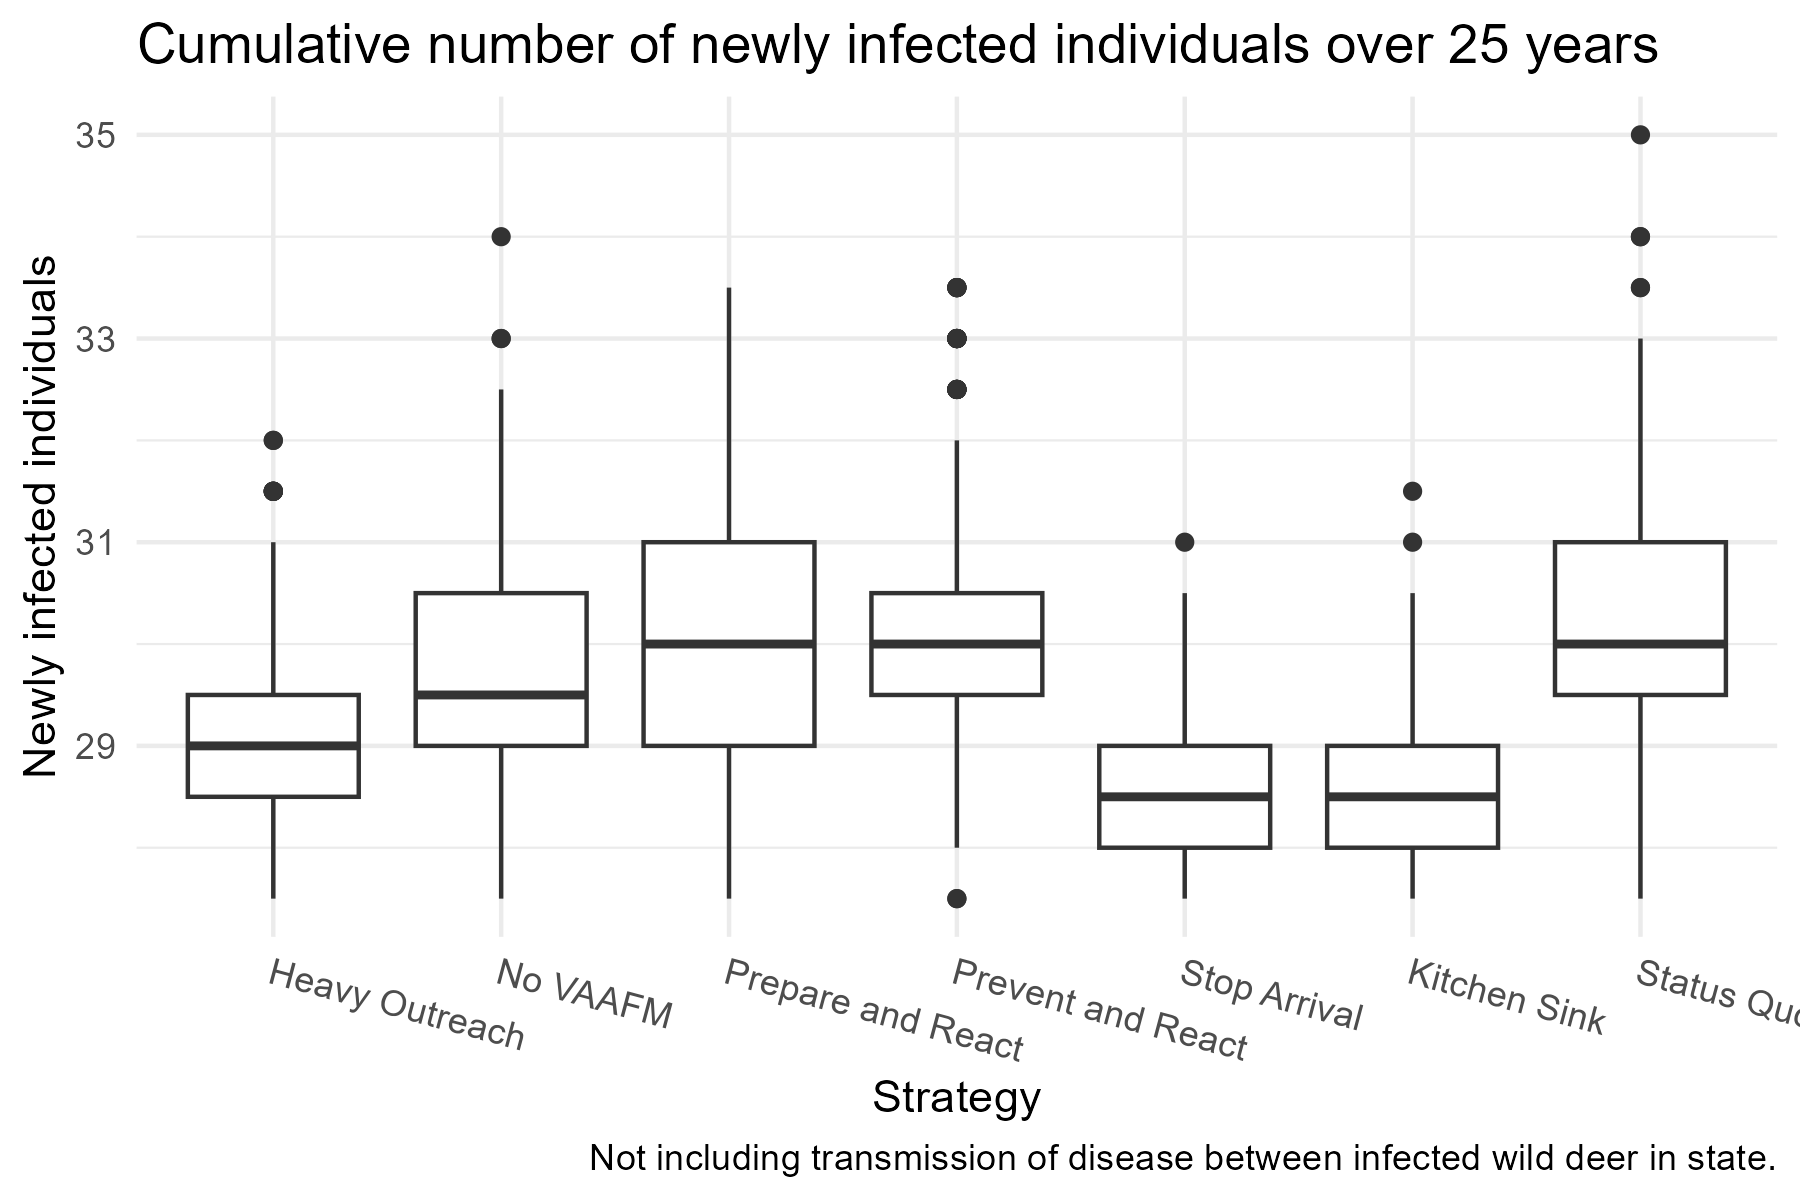 Cumulative number of newly infected individuals over 25 years
Newly infected individuals
35
33
31
29
Heavy Outreach
No VAAFM
Prepare and React
Prevent and React
Stop Arrival
Kitchen Sink
Status Quo
Strategy
Not including transmission of disease between infected wild deer in state.